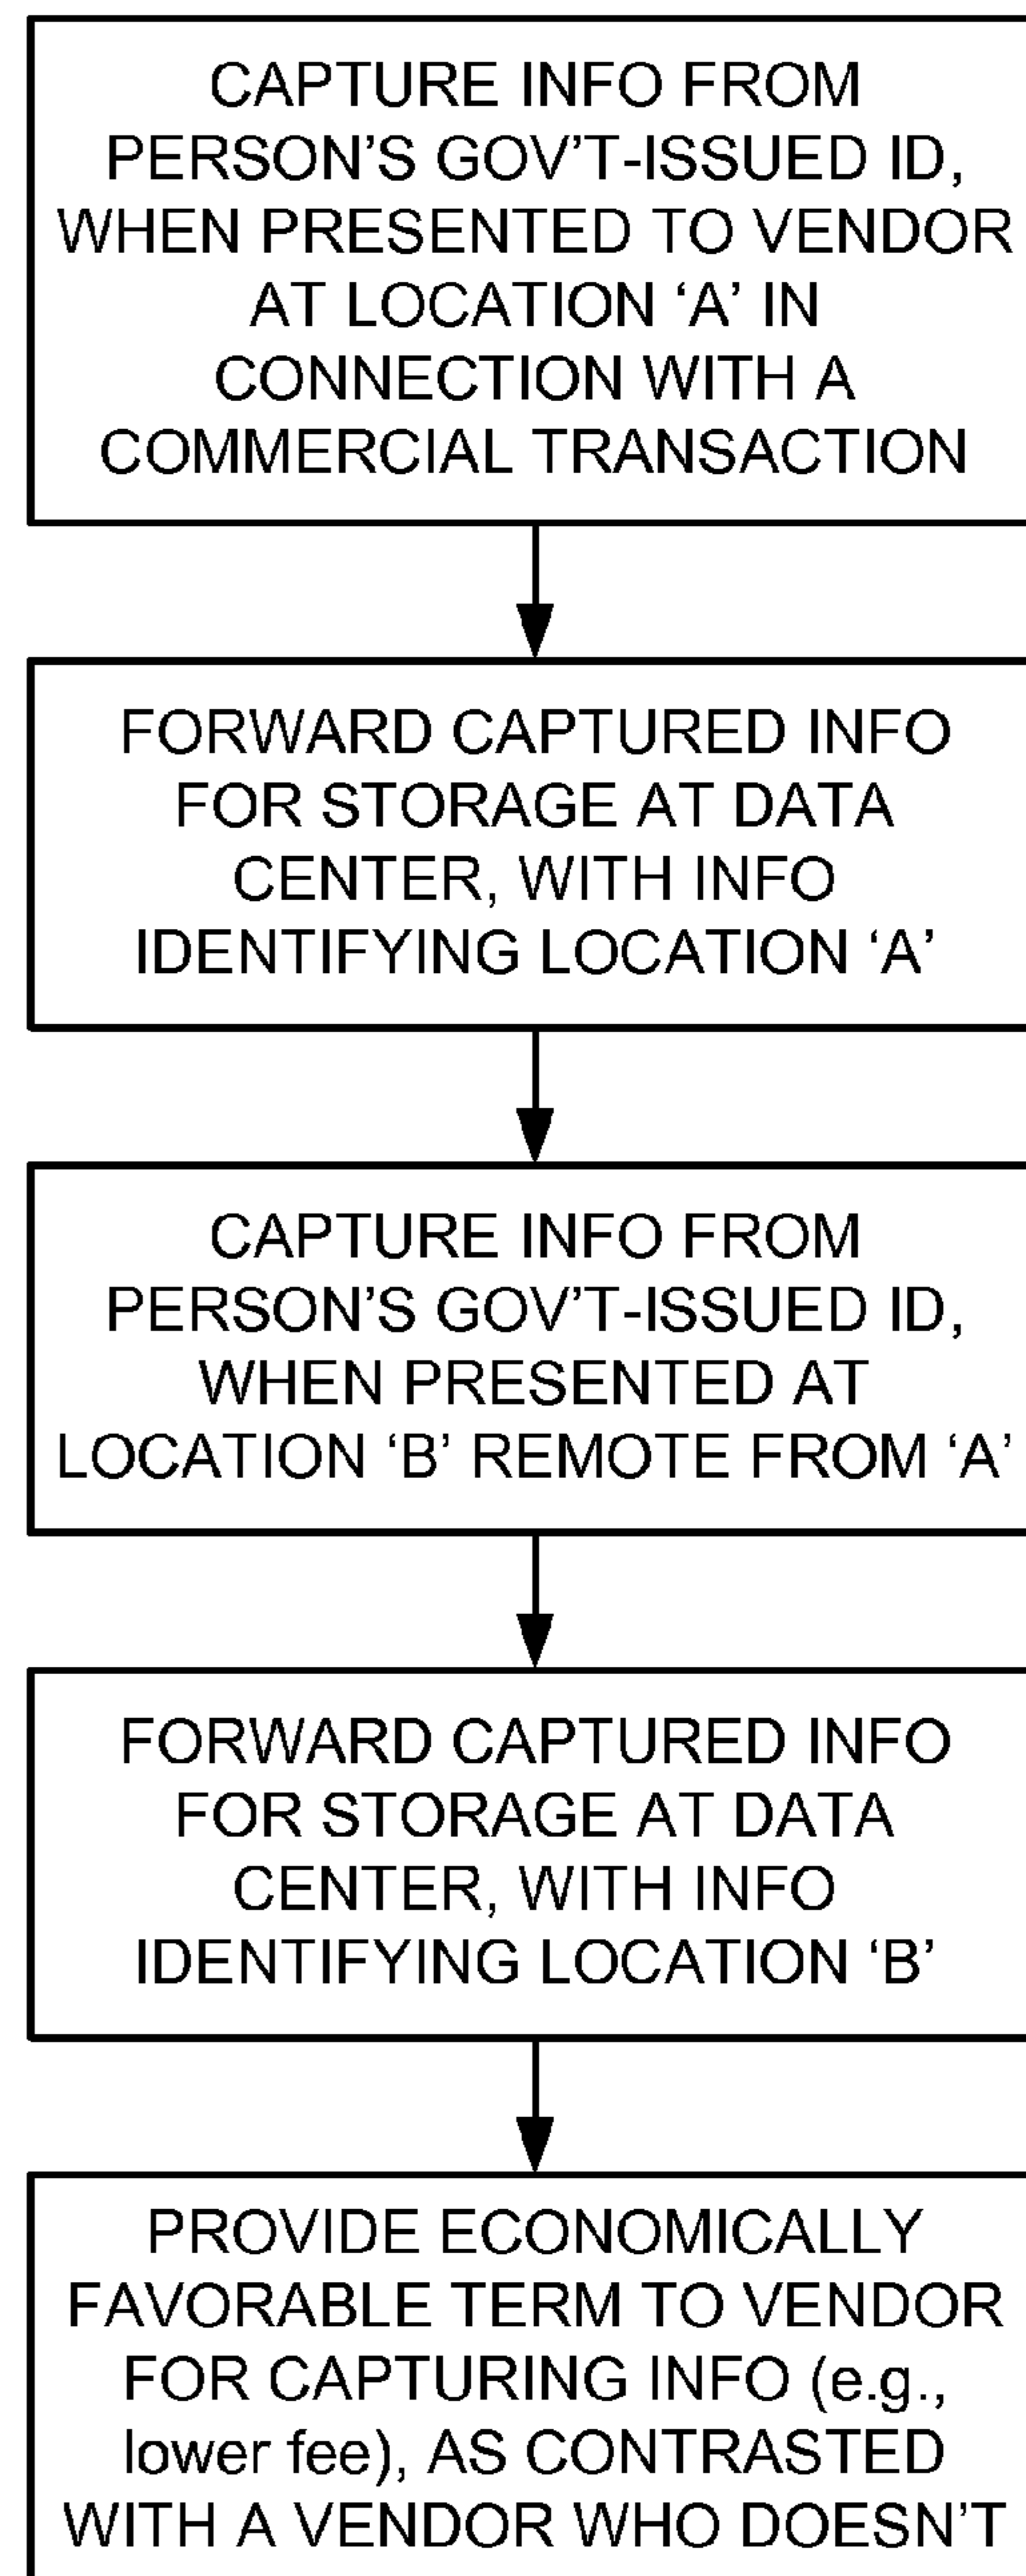 CAPTURE INFO FROM
PERSON’S GOV’T-ISSUED ID,
WHEN PRESENTED TO VENDOR
AT LOCATION ‘A’ IN
CONNECTION WITH A
COMMERCIAL TRANSACTION
FORWARD CAPTURED INFO
FOR STORAGE AT DATA
CENTER, WITH INFO
IDENTIFYING LOCATION ‘A’
CAPTURE INFO FROM
PERSON’S GOV’T-ISSUED ID,
WHEN PRESENTED AT
LOCATION ‘B’ REMOTE FROM ‘A’
FORWARD CAPTURED INFO
FOR STORAGE AT DATA
CENTER, WITH INFO
IDENTIFYING LOCATION ‘B’
PROVIDE ECONOMICALLY
FAVORABLE TERM TO VENDOR
FOR CAPTURING INFO (e.g.,
lower fee), AS CONTRASTED
WITH A VENDOR WHO DOESN’T